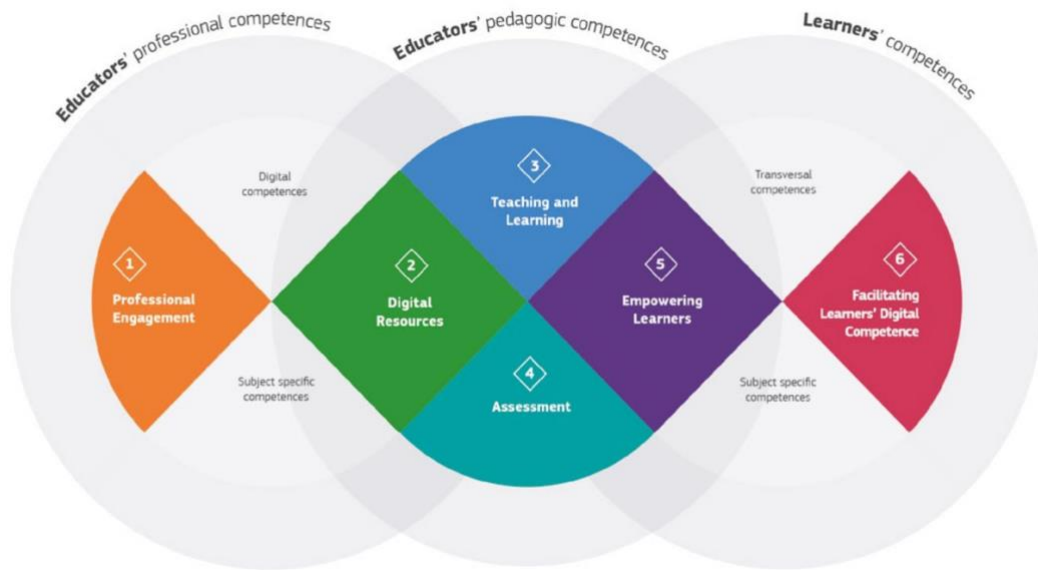 Educators' professional competences
Educators' pedagogic competences
Learners' competences
Digital
competences
Transversal
competences
1
Professional
Engagement
2
Digital
Resources
3
Teaching and
Learning
4
Assessment
5
Empowering
Learners
6
Facilitating
Learners' Digital
Competence
Subject specific
competences
Subject specific
competences